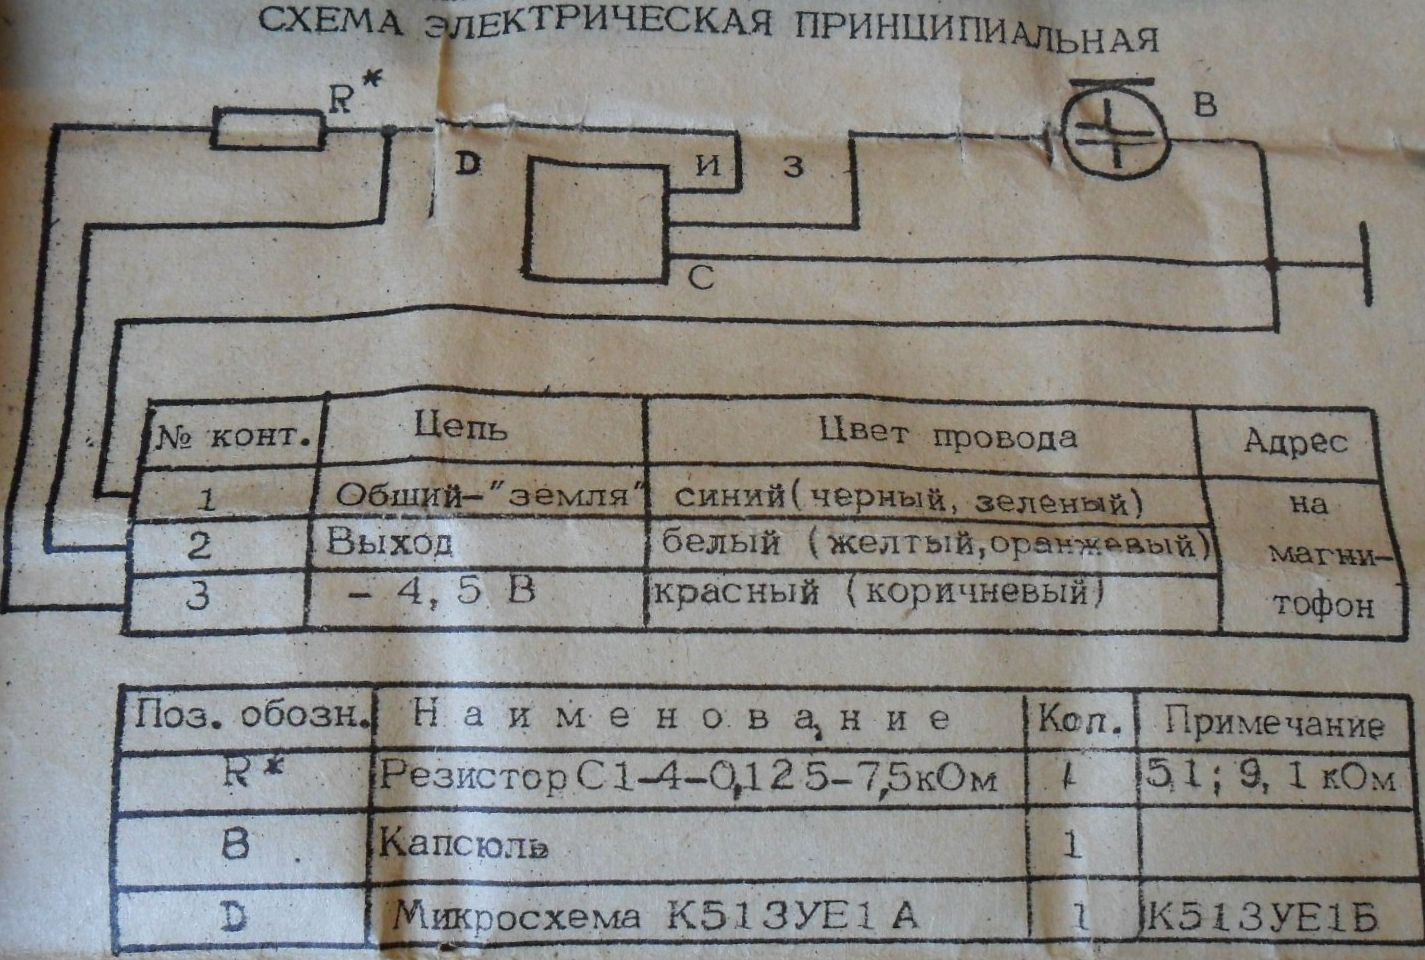 СХЕМА ЭЛЕКТРИЧЕСКАЯ ПРИНЦИПИАЛЬНАЯ
R*
B
D
И
З
С
№ конт. Цепь Цвет провода Адрес
1 Общий-"земля" синий(черный, зеленый) на
2 Выход белый (желтый,оранжевый) магни-
3 - 4,5 В красный (коричневый) тофон
Поз. обозн. Наименование Кол. Примечание
R* Резистор С1-4-0,125-7,5кОм 1 5,1; 9,1 кОм
В Капсюль 1
D Микросхема К513УЕ1А 1 К513УЕ1Б